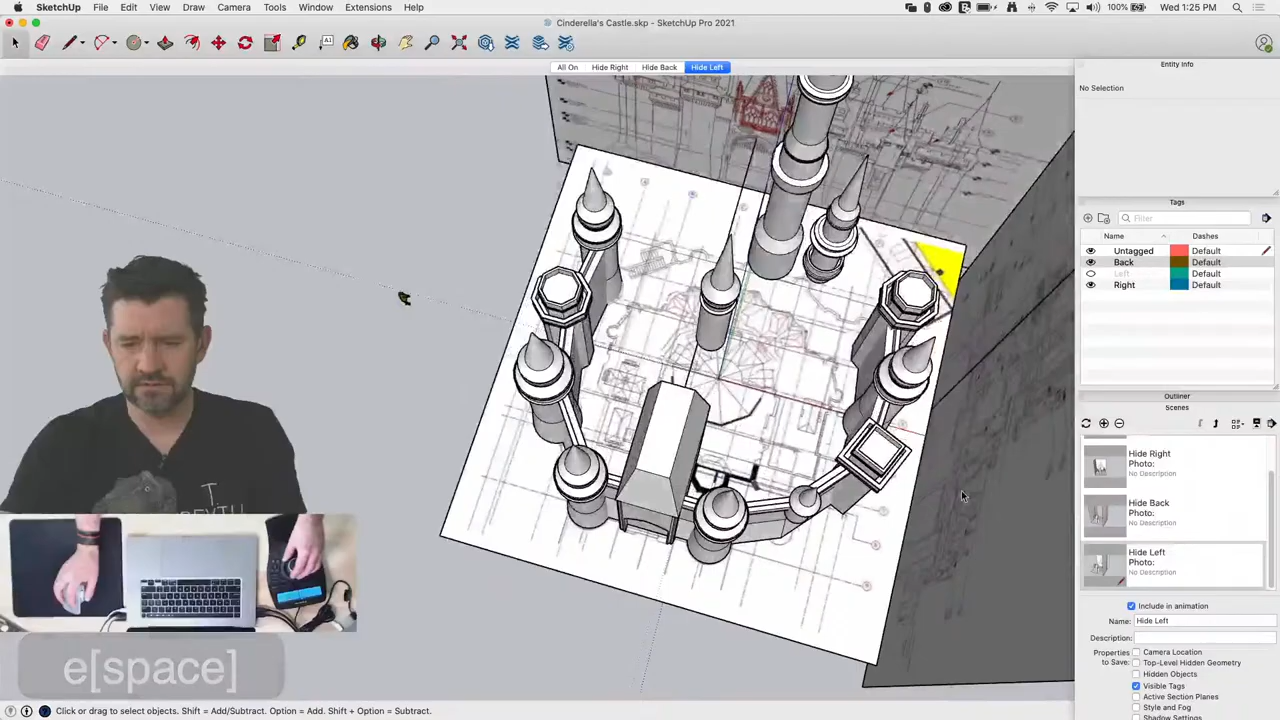 SketchUp File Edit View Draw Camera Tools Window Extensions Help
100% Wed 1:25 PM
Cinderella's Castle.skp - SketchUp Pro 2021
All On Hide Right Hide Back Hide Left
Entity Info
No Selection
Tags
Filter
Name Dashes
Untagged Default
Back Default
Left Default
Right Default
Outliner
Scenes
Hide Right
Photo:
No Description
Hide Back
Photo:
No Description
Hide Left
Photo:
No Description
Include in animation
Name: Hide Left
Description:
Properties to Save:
Camera Location
Top-Level Hidden Geometry
Hidden Objects
Visible Tags
Active Section Planes
Style and Fog
Shadow Settings
e[space]
Click or drag to select objects. Shift = Add/Subtract. Option = Add. Shift + Option = Subtract.